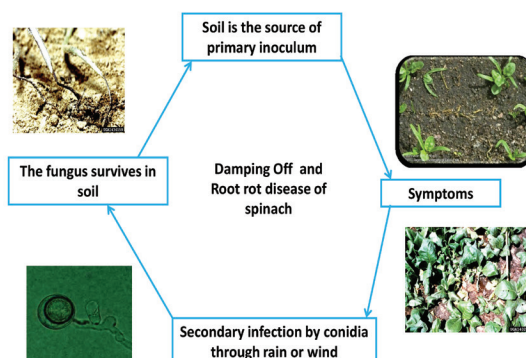 Soil is the source of
primary inoculum
The fungus survives in
soil
Damping Off and
Root rot disease of
spinach
Symptoms
Secondary infection by conidia
through rain or wind